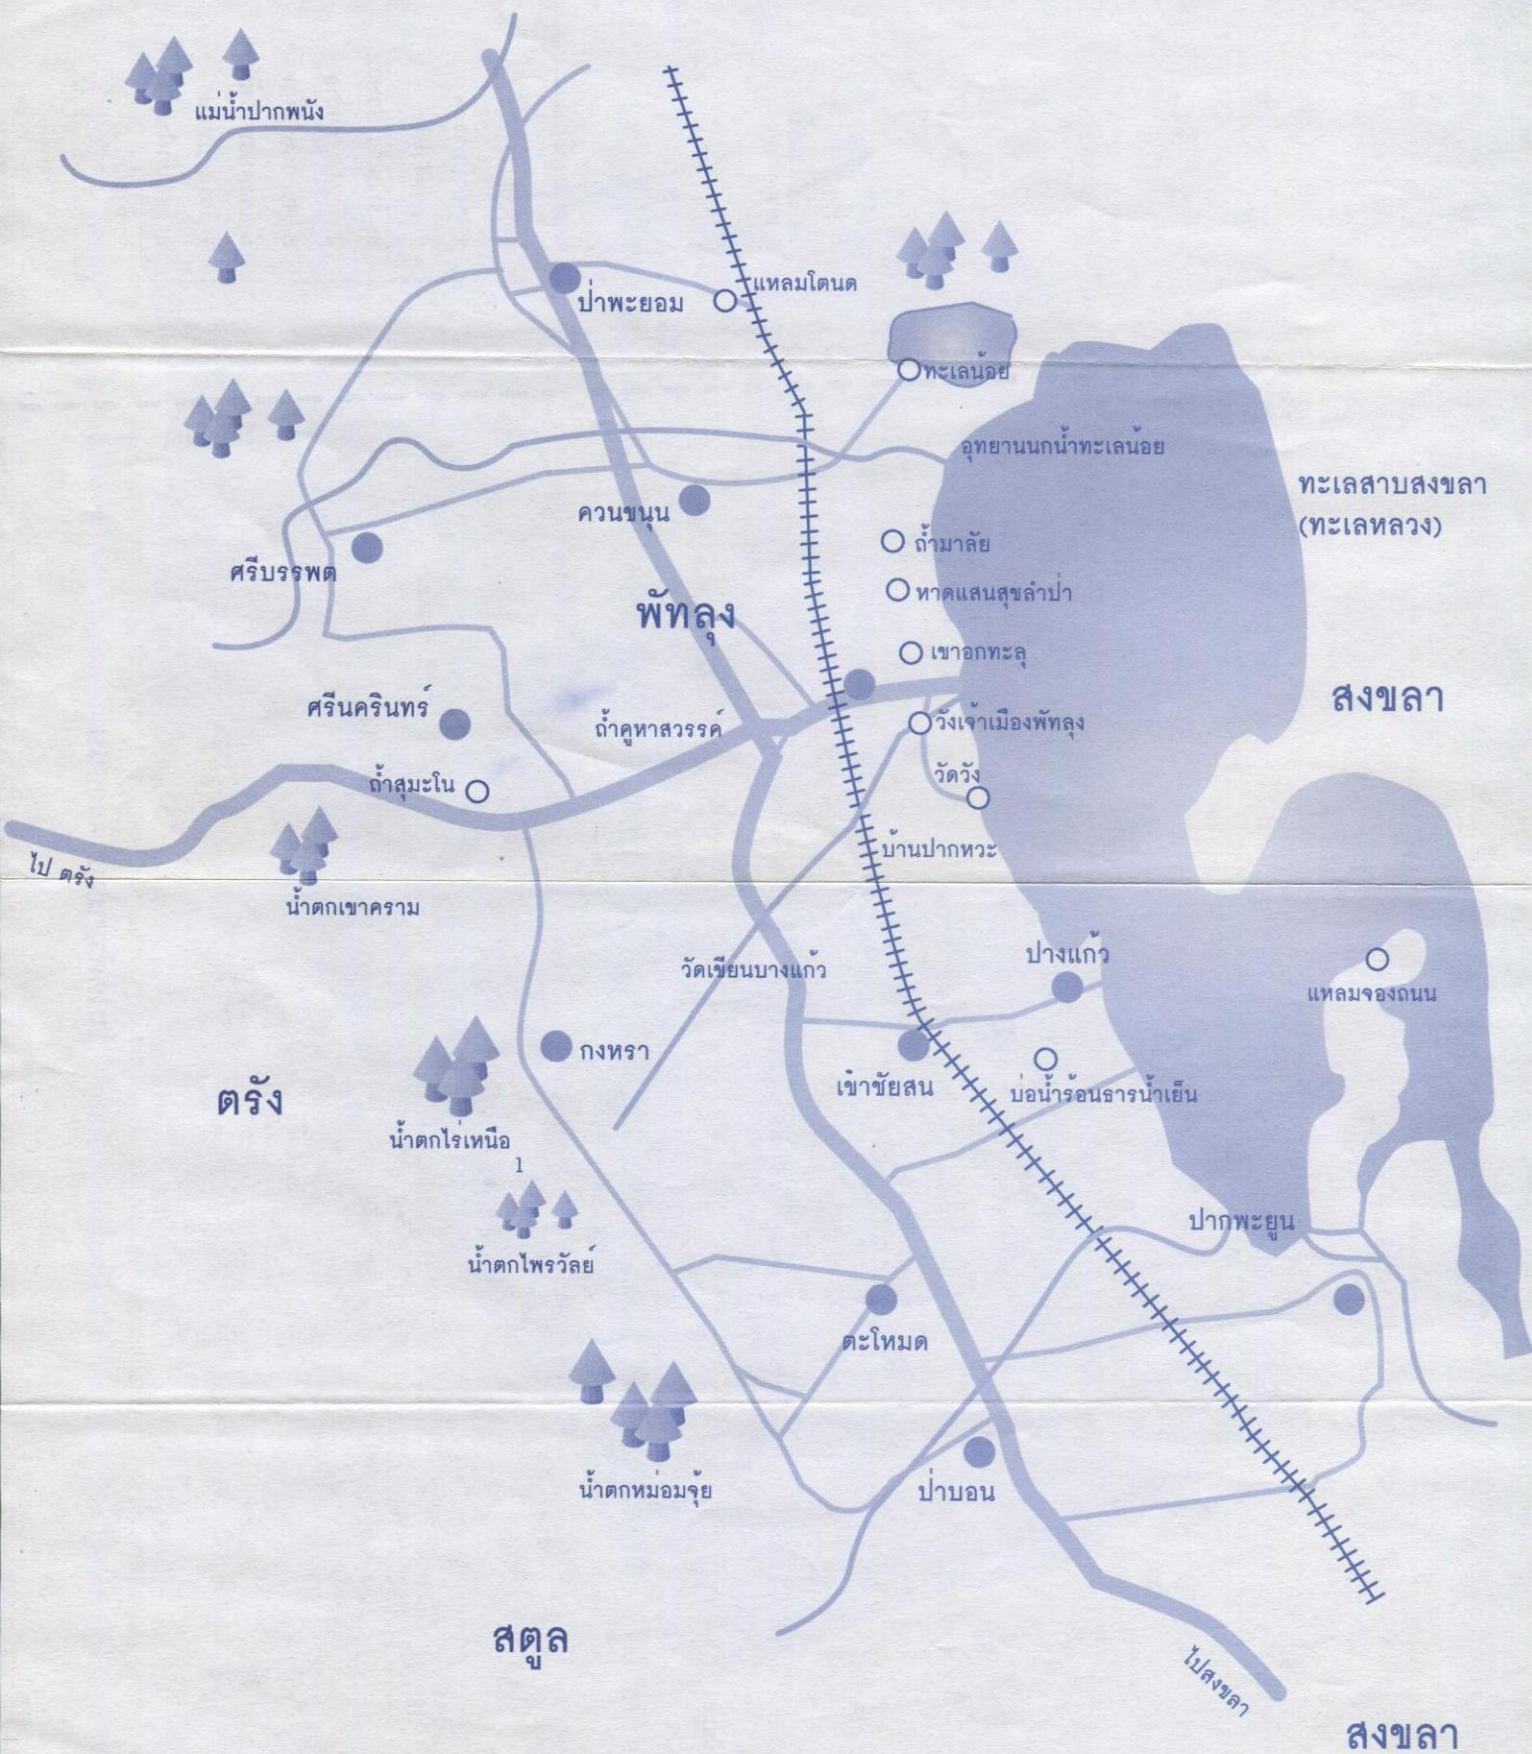 แม่น้ำปากพนัง
แหลมโตนด
ป่าพะยอม
ทะเลน้อย
อุทยานนกน้ำทะเลน้อย
ทะเลสาบสงขลา
(ทะเลหลวง)
ควนขนุน
ถ้ำมาลัย
ศรีบรรพต
หาดแสนสุขลำปำ
พัทลุง
เขาอกทะลุ
สงขลา
ศรีนครินทร์
ถ้ำคูหาสวรรค์
วังเจ้าเมืองพัทลุง
วัดวัง
ถ้ำสุมะโน
บ้านปากหวะ
ไป ตรัง
น้ำตกเขาคราม
ปางแก้ว
วัดเขียนบางแก้ว
แหลมจองถนน
กงหรา
เข้าชัยสน
บ่อน้ำร้อนธารน้ำเย็น
ตรัง
น้ำตกไร่เหนือ
1
ปากพะยูน
น้ำตกไพรวัลย์
ตะโหมด
น้ำตกหม่อมจุ้ย
ป่าบอน
สตูล
ไปสงขลา
สงขลา